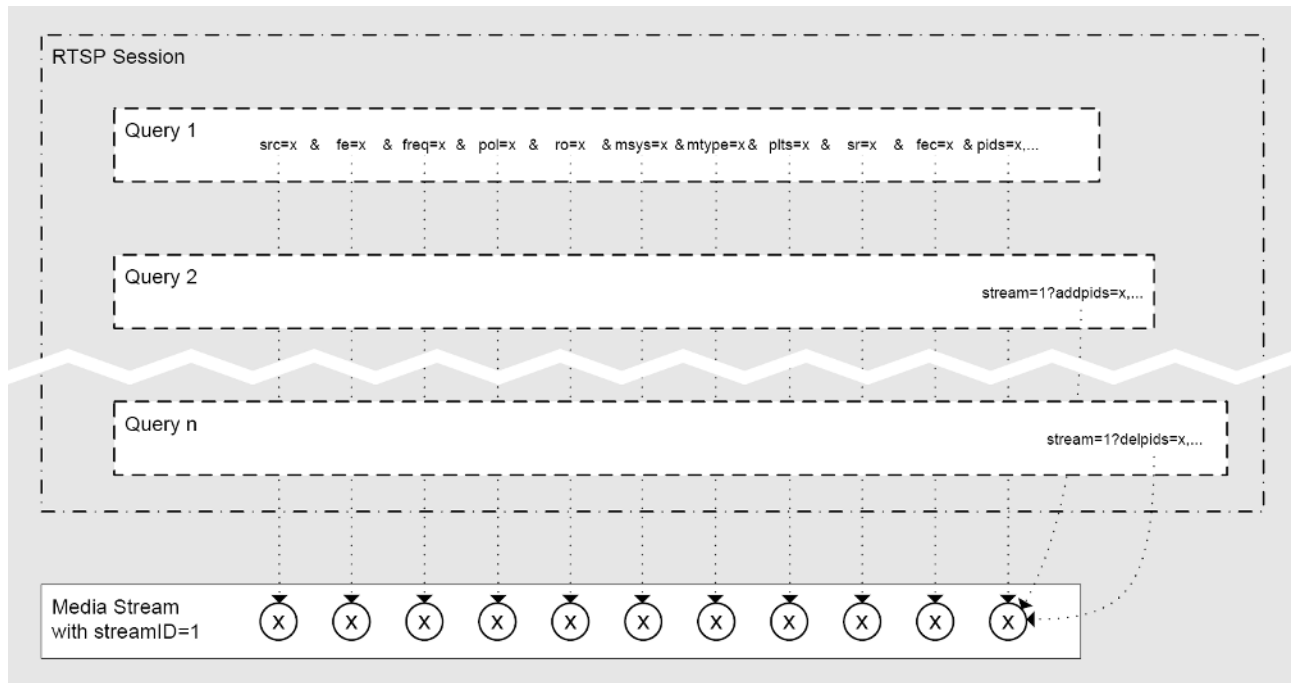 RTSP Session
Query 1
src=x & fe=x & freq=x & pol=x & ro=x & msys=x & mtype=x & plts=x & sr=x & fec=x & pids=x,...
Query 2
stream=1?addpids=x,...
Query n
stream=1?delpids=x,...
Media Stream
with streamID=1
X X X X X X X X X X X